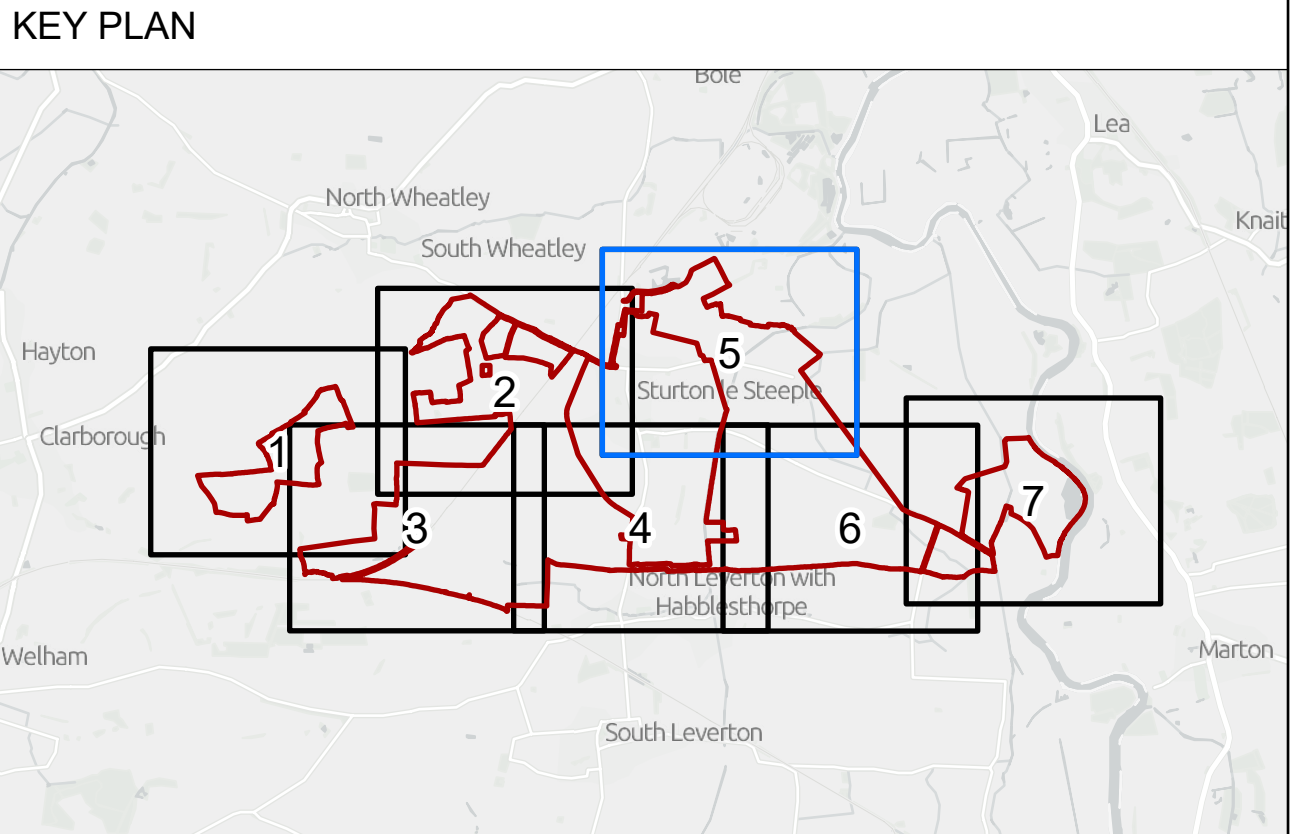 KEY PLAN
Bole
Lea
North Wheatley
Knait
South Wheatley
Hayton
5
Sturton le Steeple
2
Clarborough
1
7
3
4
6
North Leverton with
Habblesthorpe
Welham
Marton
South Leverton